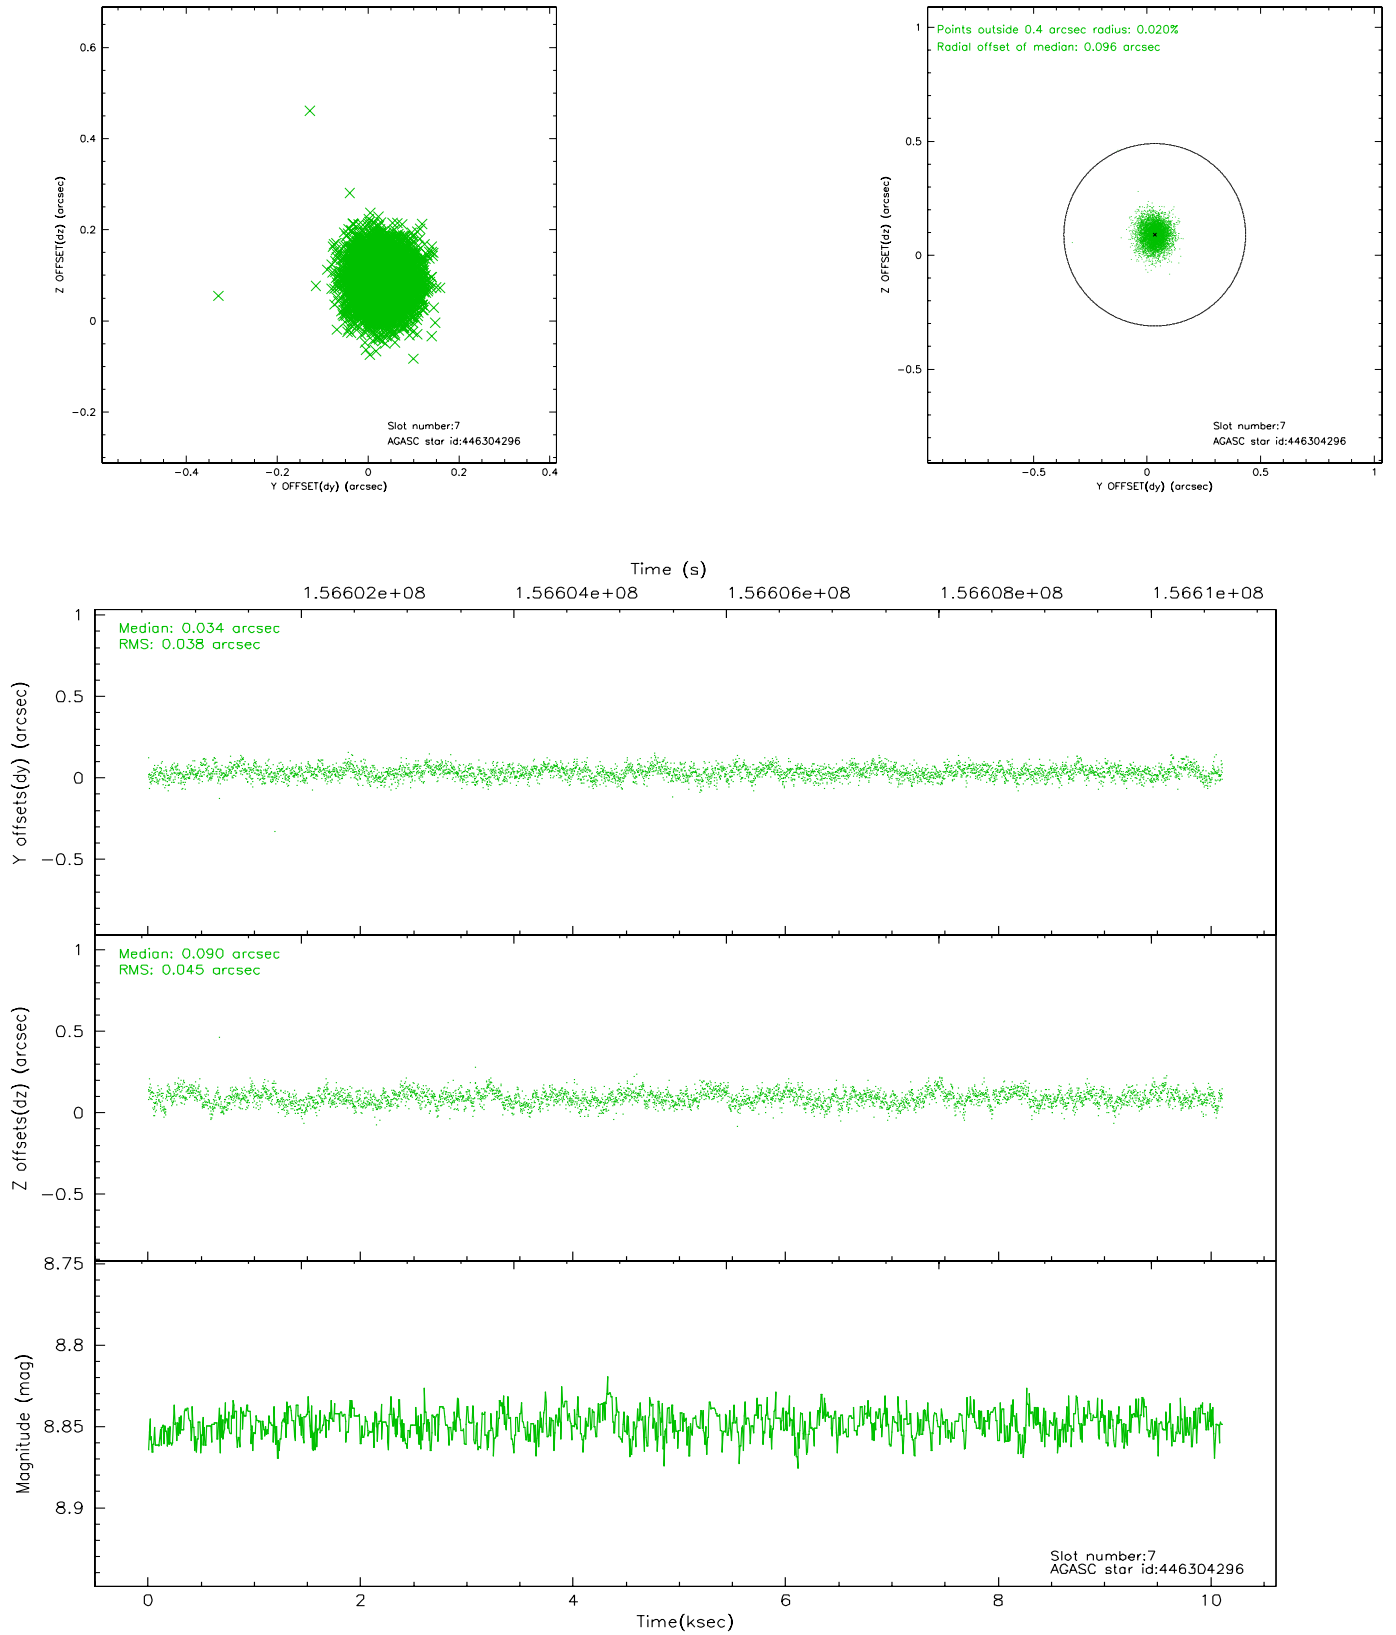 0.6
0.4
0.2
0
−0.2
Z OFFSET(dz) (arcsec)
Slot number:7
AGASC star id:446304296
−0.4 −0.2 0 0.2 0.4
Y OFFSET(dy) (arcsec)
Points outside 0.4 arcsec radius: 0.020%
Radial offset of median: 0.096 arcsec
1
0.5
0
−0.5
Z OFFSET(dz) (arcsec)
Slot number:7
AGASC star id:446304296
−0.5 0 0.5 1
Y OFFSET(dy) (arcsec)
Time (s)
1.56602e+08 1.56604e+08 1.56606e+08 1.56608e+08 1.5661e+08
Median: 0.034 arcsec
RMS: 0.038 arcsec
1
0.5
0
−0.5
Y offsets(dy) (arcsec)
Median: 0.090 arcsec
RMS: 0.045 arcsec
1
0.5
0
−0.5
Z offsets(dz) (arcsec)
8.75
8.8
8.85
8.9
Magnitude (mag)
Slot number:7
AGASC star id:446304296
0 2 4 6 8 10
Time(ksec)